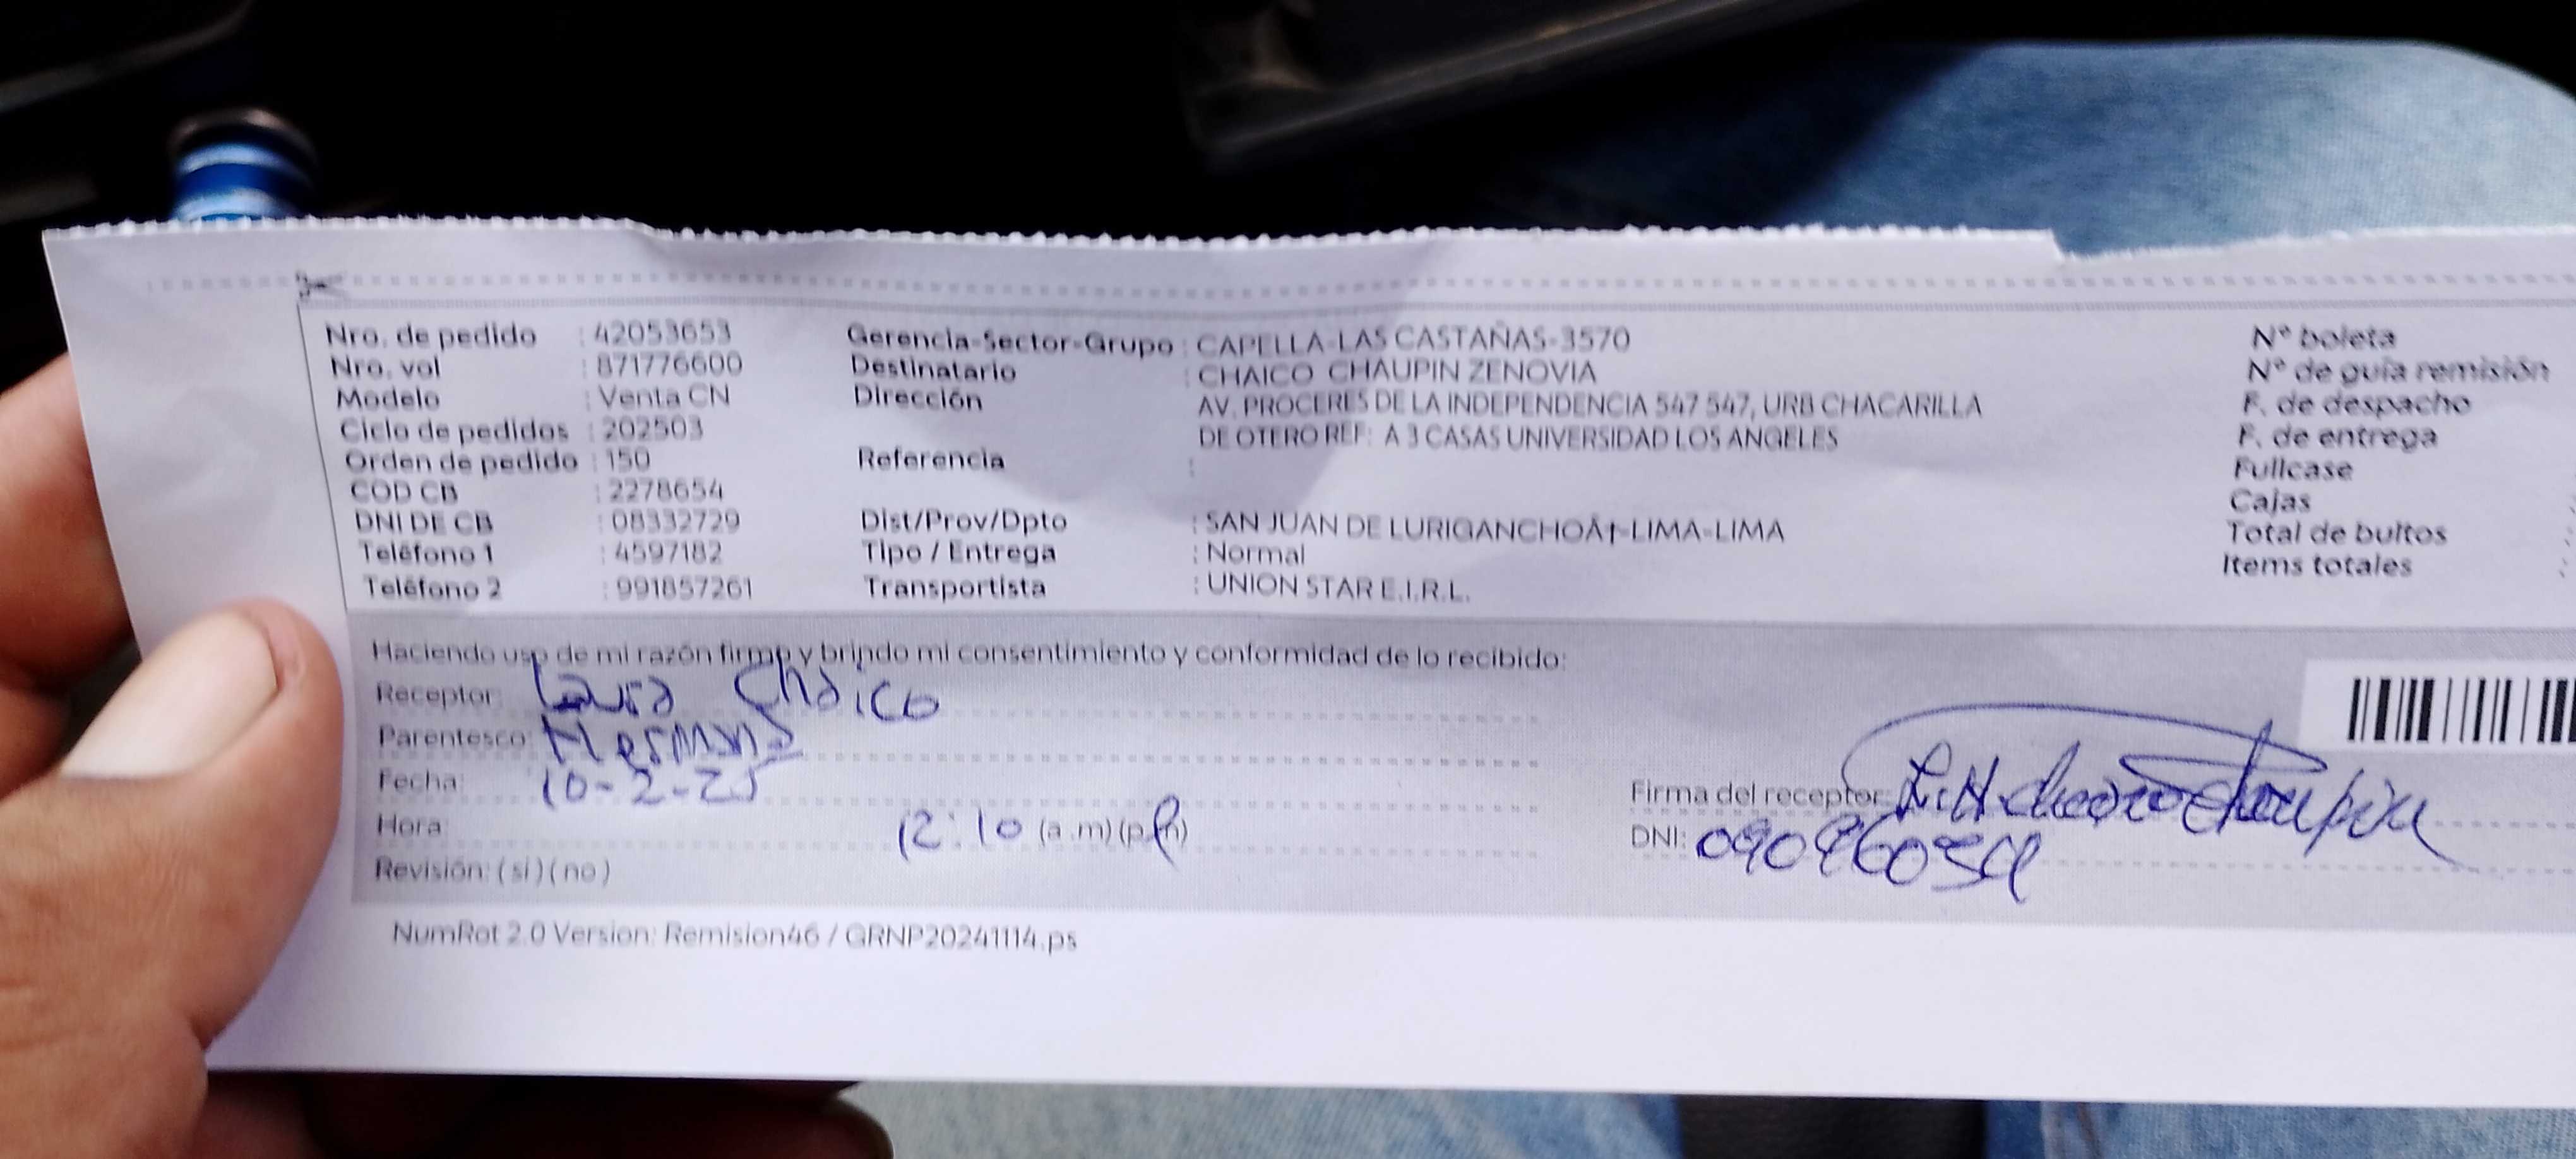 Nro. de pedido : 42053653 Gerencia-Sector-Grupo : CAPELLA-LAS CASTAÑAS-3570 N° boleta
Nro. vol : 871776600 Destinatario : CHAICO CHAUPIN ZENOVIA N° de guía remisión
Modelo : Venta CN Dirección AV. PROCERES DE LA INDEPENDENCIA 547 547, URB CHACARILLA F. de despacho
Ciclo de pedidos : 202503 DE OTERO REF: A 3 CASAS UNIVERSIDAD LOS ANGELES F. de entrega
Orden de pedido : 150 Referencia : Fullcase
COD CB : 2278654 Cajas
DNI DE CB : 08332729 Dist/Prov/Dpto : SAN JUAN DE LURIGANCHOÂ†-LIMA-LIMA Total de bultos
Teléfono 1 : 4597182 Tipo / Entrega : Normal Items totales
Teléfono 2 : 991857261 Transportista : UNION STAR E.I.R.L.
Haciendo uso de mi razón firmo y brindo mi consentimiento y conformidad de lo recibido:
Receptor: Laura Chaico
Parentesco: Hermana
Fecha: 10-2-25
Firma del receptor:
Hora: 12:10 (a.m) (p.m)
DNI:
Revisión: ( si ) ( no )
NumRot 2.0 Version: Remision46 / GRNP20241114.ps